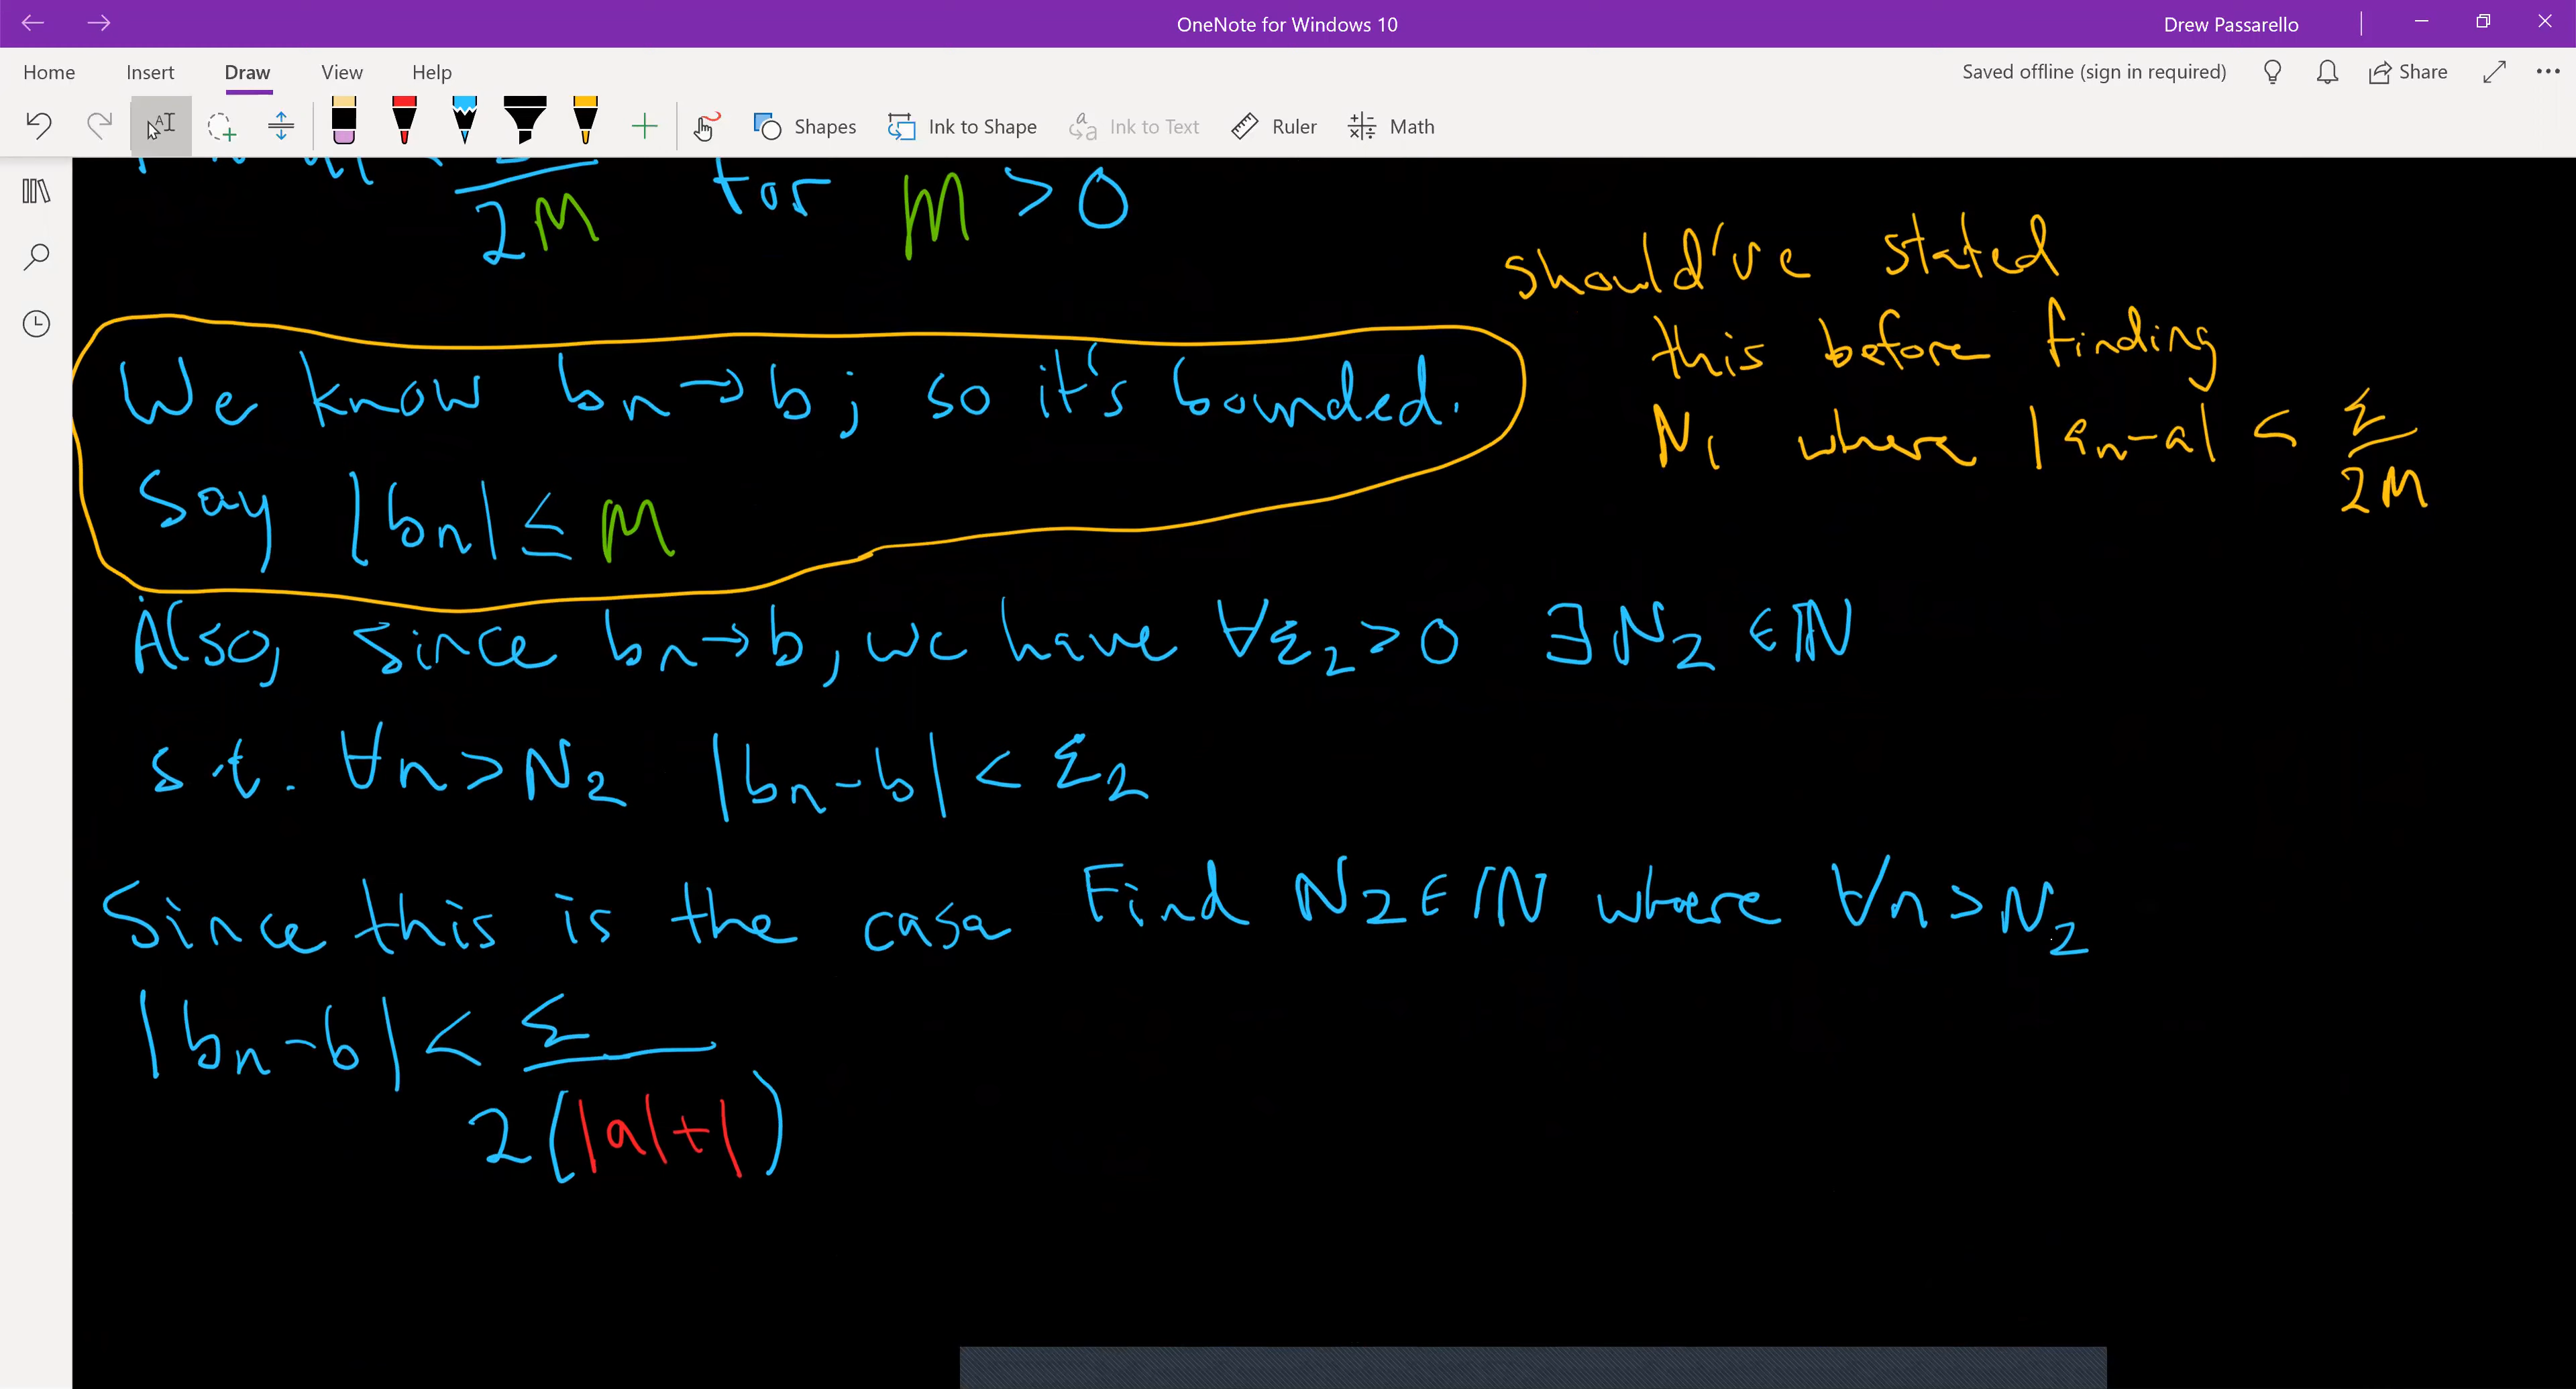 OneNote for Windows 10
Drew Passarello
Home Insert Draw View Help
Saved offline (sign in required)
Share
Shapes Ink to Shape Ink to Text Ruler Math
2M for M > 0
should've stated
this before finding
N₁ where |aₙ-a| < Σ/2M
We know bₙ→b; so it's bounded.
Say |bₙ| ≤ M
Also, since bₙ→b, we have ∀Σ₂>0 ∃N₂ ∈ℕ
s.t. ∀n>N₂ |bₙ-b| < Σ₂
Since this is the case Find N₂∈ℕ where ∀n>N₂
|bₙ-b| < Σ
2(|a|+1)